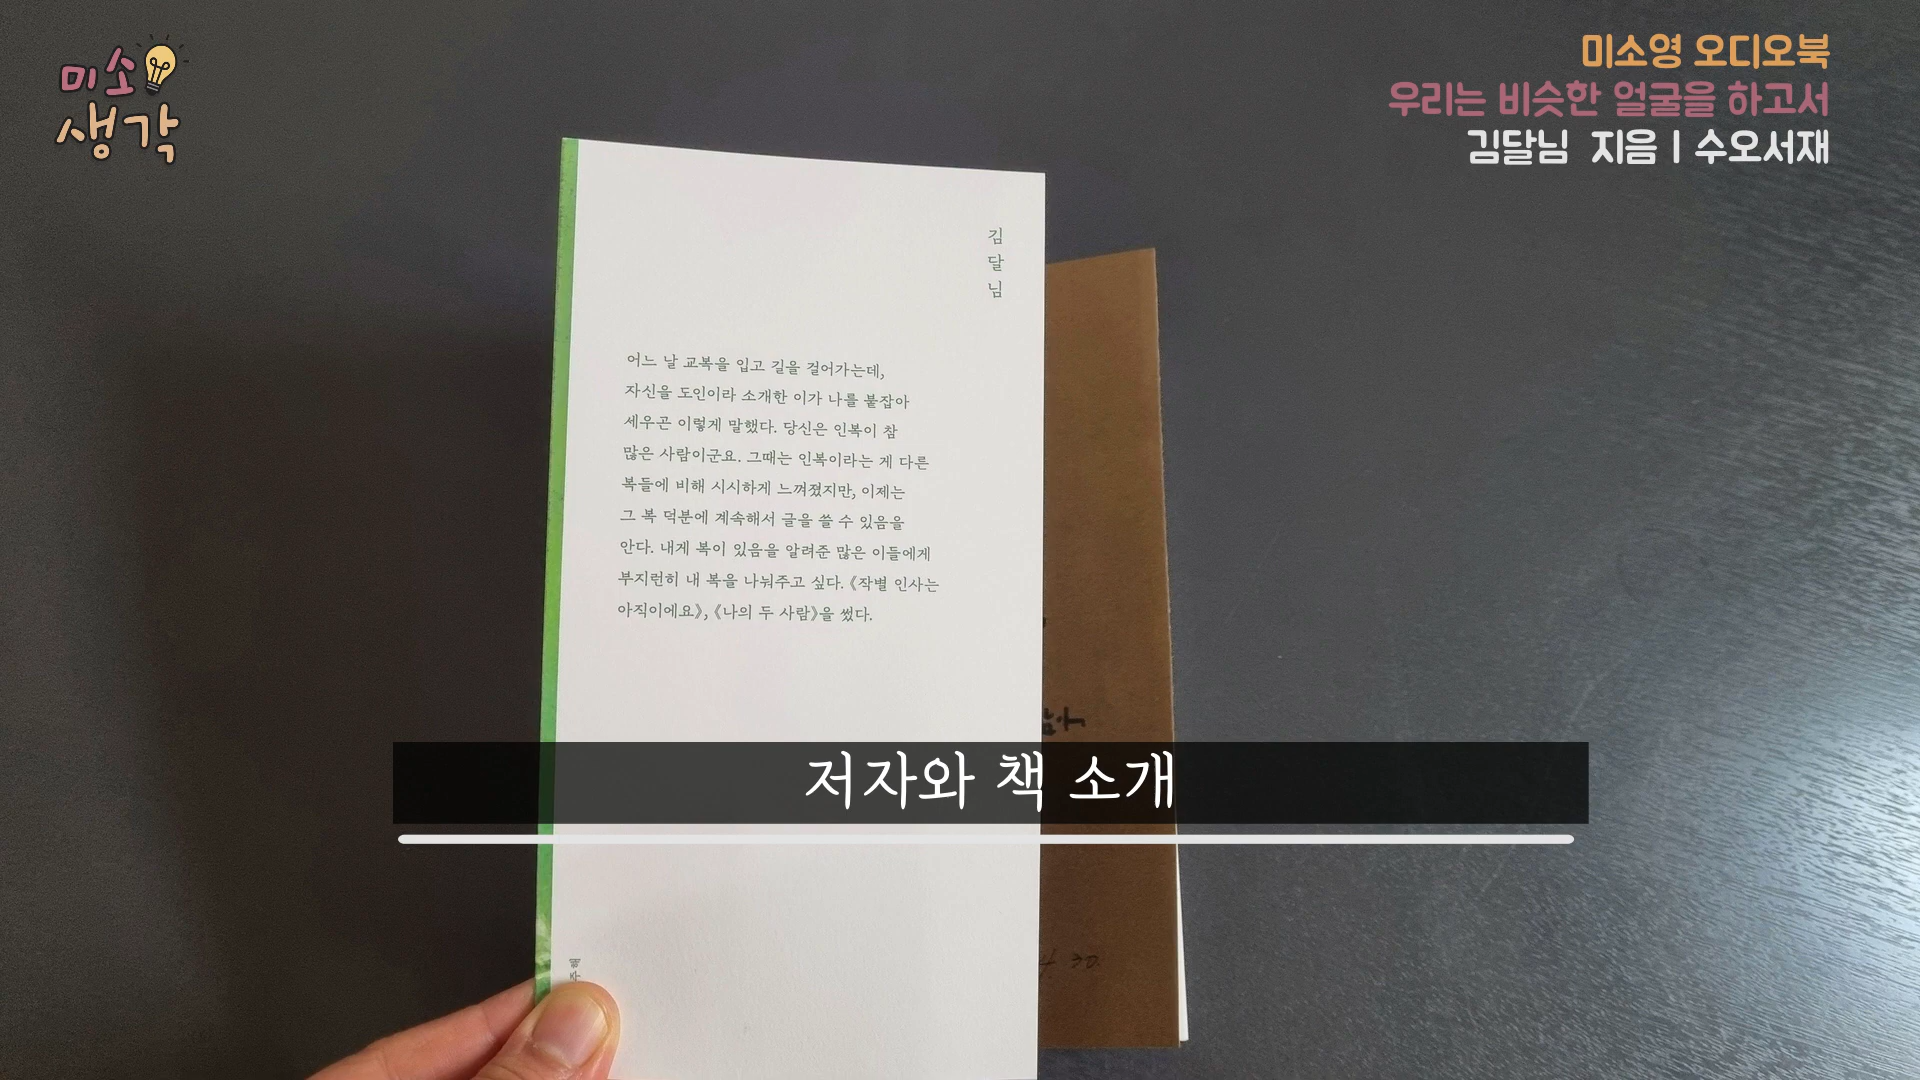 미소
생각
미소영 오디오북
우리는 비슷한 얼굴을 하고서
김달님 지음 | 수오서재
김달님
어느 날 교복을 입고 길을 걸어가는데,
자신을 도인이라 소개한 이가 나를 붙잡아
세우곤 이렇게 말했다. 당신은 인복이 참
많은 사람이군요. 그때는 인복이라는 게 다른
복들에 비해 시시하게 느껴졌지만, 이제는
그 복 덕분에 계속해서 글을 쓸 수 있음을
안다. 내게 복이 있음을 알려준 많은 이들에게
부지런히 내 복을 나눠주고 싶다. 《작별 인사는
아직이에요》, 《나의 두 사람》을 썼다.
저자와 책 소개